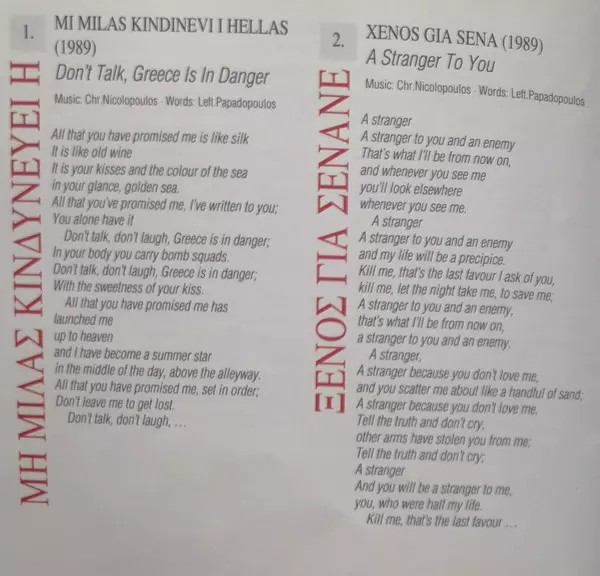 1.
MI MILAS KINDINEVI I HELLAS
(1989)
Don't Talk, Greece Is In Danger
Music: Chr.Nicolopoulos · Words: Left.Papadopoulos
ΜΗ ΜΙΛΑΣ ΚΙΝΔΥΝΕΥΕΙ Η
All that you have promised me is like silk
It is like old wine
It is your kisses and the colour of the sea
in your glance, golden sea.
All that you've promised me, I've written to you;
You alone have it
Don't talk, don't laugh, Greece is in danger;
In your body you carry bomb squads.
Don't talk, don't laugh, Greece is in danger;
With the sweetness of your kiss.
All that you have promised me has
launched me
up to heaven
and I have become a summer star
in the middle of the day, above the alleyway.
All that you have promised me, set in order;
Don't leave me to get lost.
Don't talk, don't laugh, ...
2.
XENOS GIA SENA (1989)
A Stranger To You
Music: Chr.Nicolopoulos · Words: Left.Papadopoulos
ΞΕΝΟΣ ΓΙΑ ΣΕΝΑΝΕ
A stranger
A stranger to you and an enemy
That's what I'll be from now on,
and whenever you see me
you'll look elsewhere
whenever you see me.
A stranger
A stranger to you and an enemy
and my life will be a precipice.
Kill me, that's the last favour I ask of you,
kill me, let the night take me, to save me;
A stranger to you and an enemy,
that's what I'll be from now on,
a stranger to you and an enemy.
A stranger,
A stranger because you don't love me,
and you scatter me about like a handful of sand;
A stranger because you don't love me.
Tell the truth and don't cry,
other arms have stolen you from me;
Tell the truth and don't cry;
A stranger
And you will be a stranger to me,
you, who were half my life.
Kill me, that's the last favour ...